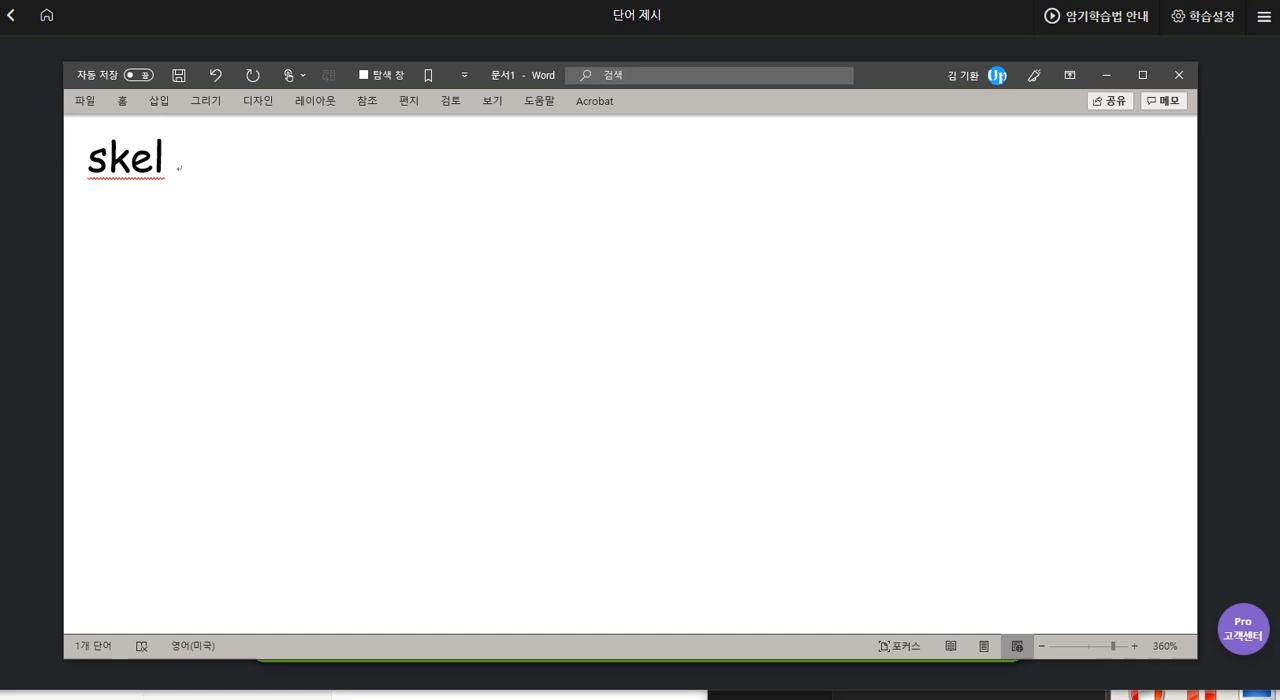 단어 제시
암기학습법 안내
학습설정
자동 저장 끔
탐색 창
문서1 - Word
검색
김 기환
Up
파일 홈 삽입 그리기 디자인 레이아웃 참조 편지 검토 보기 도움말 Acrobat
공유
메모
skel
Pro
고객센터
1개 단어
영어(미국)
포커스
360%